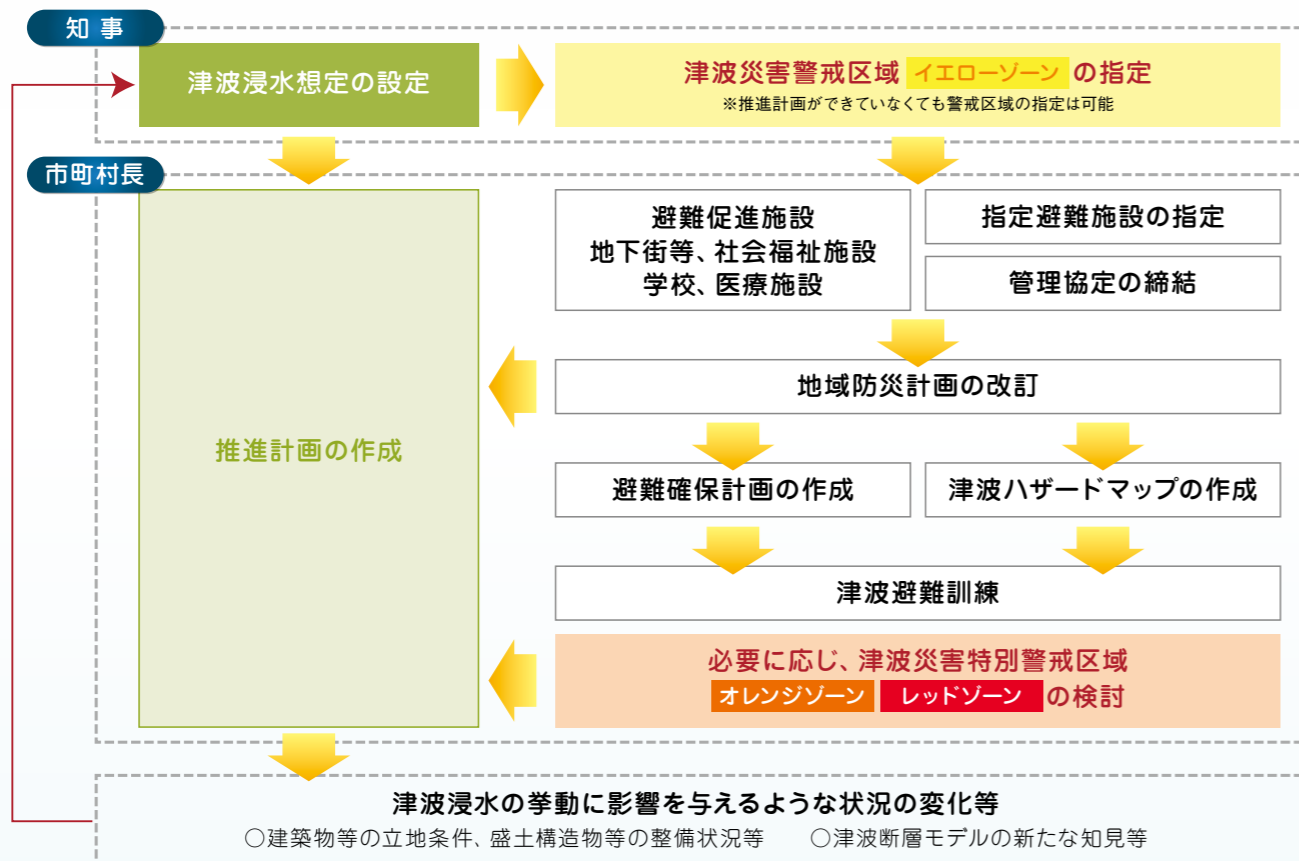 知 事
津波浸水想定の設定
津波災害警戒区域 イエローゾーン の指定
※推進計画ができていなくても警戒区域の指定は可能
市町村長
推進計画の作成
避難促進施設
地下街等、社会福祉施設
学校、医療施設
指定避難施設の指定
管理協定の締結
地域防災計画の改訂
避難確保計画の作成
津波ハザードマップの作成
津波避難訓練
必要に応じ、津波災害特別警戒区域
オレンジゾーン レッドゾーン の検討
津波浸水の挙動に影響を与えるような状況の変化等
○建築物等の立地条件、盛土構造物等の整備状況等 ○津波断層モデルの新たな知見等